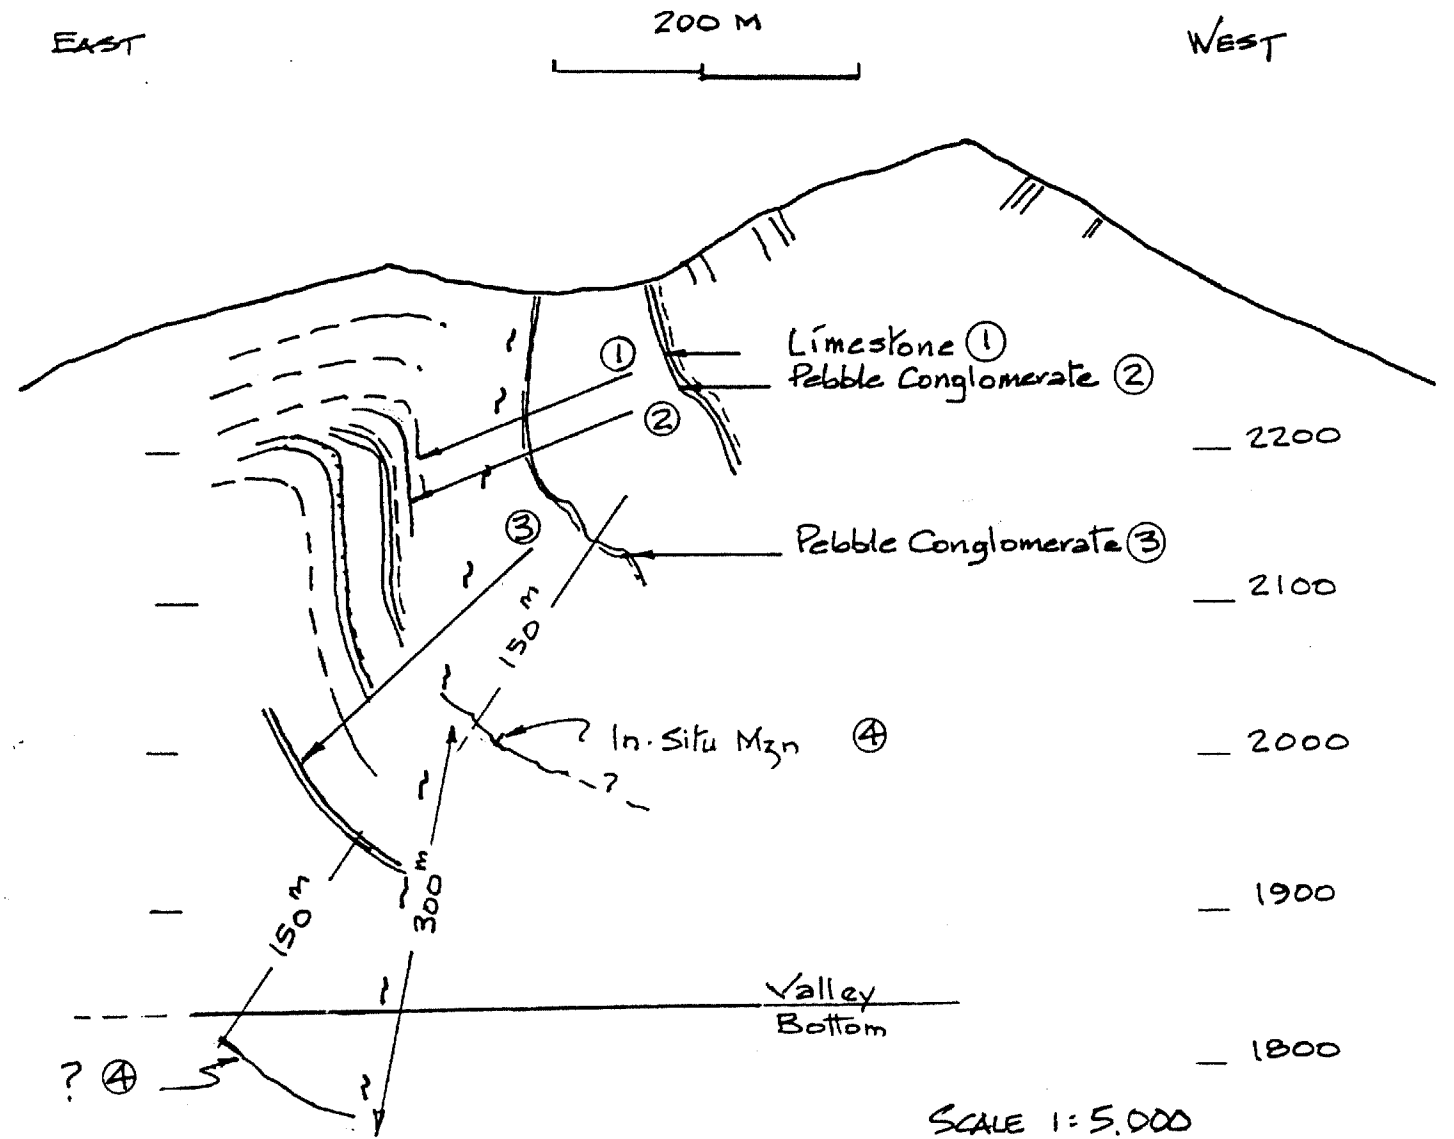 200 M
EAST
WEST
Limestone ①
① Pebble Conglomerate ②
②
2200
③ Pebble Conglomerate ③
2100
150 m
? In-Situ Mzn ④
2000
?
300 m
1900
150 m
Valley
Bottom
1800
? ④
SCALE 1:5,000